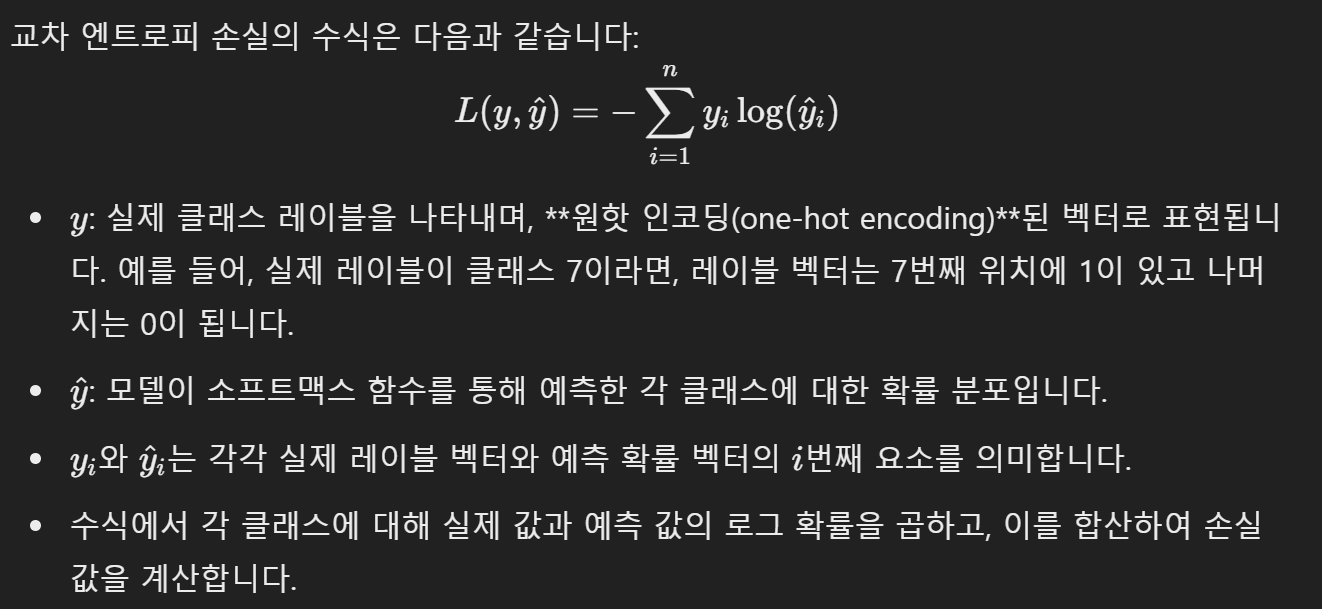 교차 엔트로피 손실의 수식은 다음과 같습니다:
L(y, ŷ) = − ∑_{i=1}^{n} y_i log(ŷ_i)
• y: 실제 클래스 레이블을 나타내며, **원핫 인코딩(one-hot encoding)**된 벡터로 표현됩니
다. 예를 들어, 실제 레이블이 클래스 7이라면, 레이블 벡터는 7번째 위치에 1이 있고 나머
지는 0이 됩니다.
• ŷ: 모델이 소프트맥스 함수를 통해 예측한 각 클래스에 대한 확률 분포입니다.
• y_i와 ŷ_i는 각각 실제 레이블 벡터와 예측 확률 벡터의 i번째 요소를 의미합니다.
• 수식에서 각 클래스에 대해 실제 값과 예측 값의 로그 확률을 곱하고, 이를 합산하여 손실
값을 계산합니다.